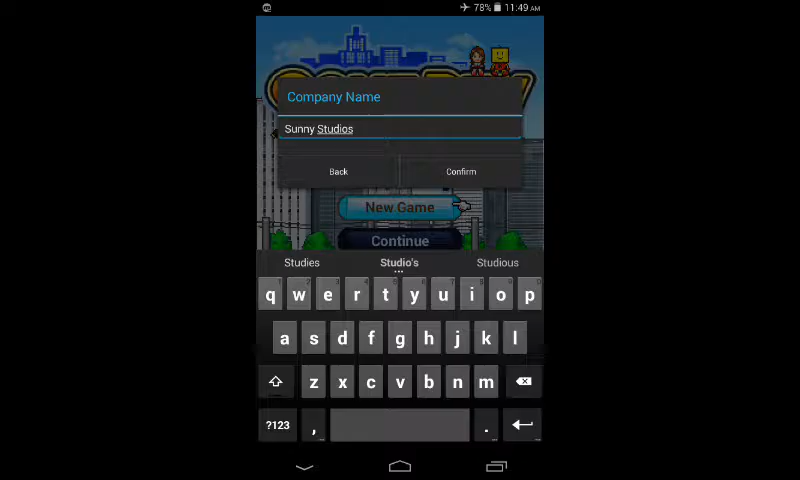 78% 11:49 AM
Company Name
Sunny Studios
Back Confirm
New Game
Continue
Studies Studio's Studious
q w e r t y u i o p
a s d f g h j k l
z x c v b n m
?123 , .